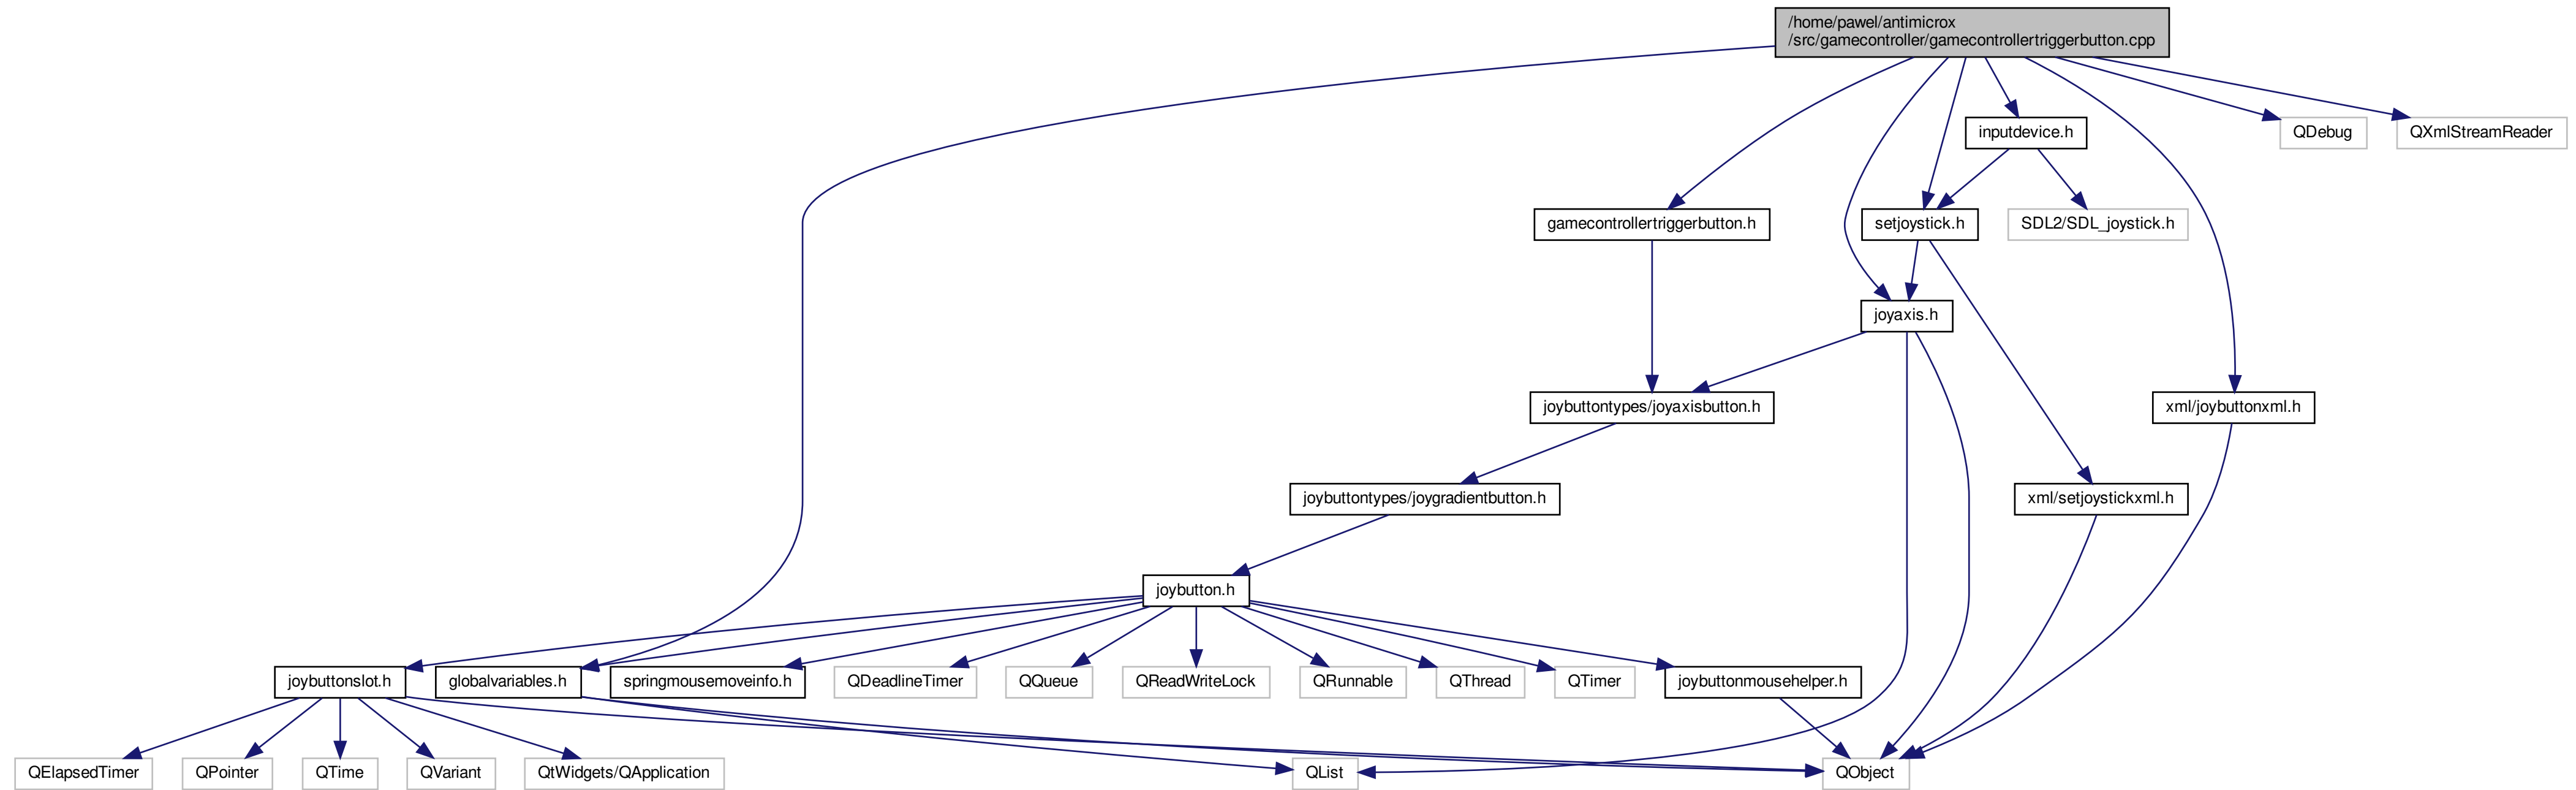 /home/pawel/antimicrox
/src/gamecontroller/gamecontrollertriggerbutton.cpp
inputdevice.h
QDebug
QXmlStreamReader
gamecontrollertriggerbutton.h
setjoystick.h
SDL2/SDL_joystick.h
joyaxis.h
joybuttontypes/joyaxisbutton.h
xml/joybuttonxml.h
joybuttontypes/joygradientbutton.h
xml/setjoystickxml.h
joybutton.h
joybuttonslot.h
globalvariables.h
springmousemoveinfo.h
QDeadlineTimer
QQueue
QReadWriteLock
QRunnable
QThread
QTimer
joybuttonmousehelper.h
QElapsedTimer
QPointer
QTime
QVariant
QtWidgets/QApplication
QList
QObject